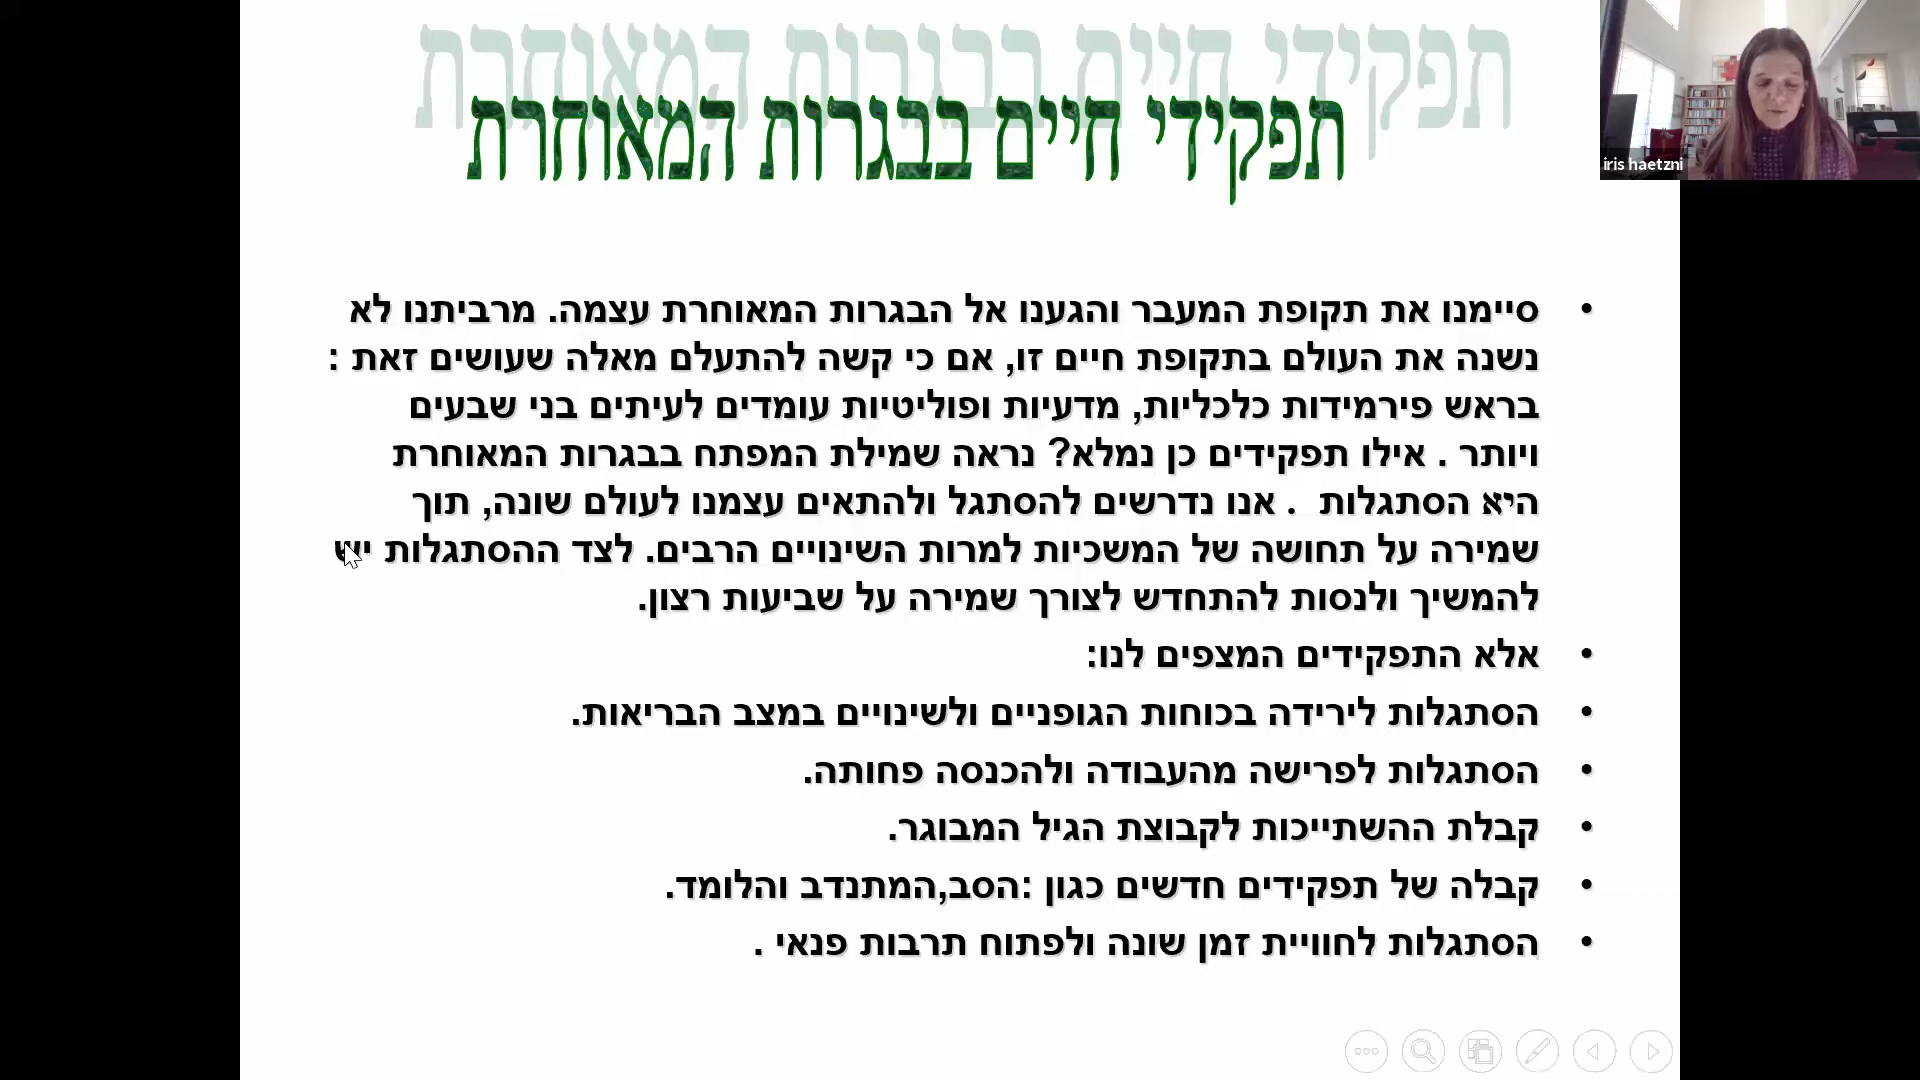 תפקידי חיים בבגרות המאוחרת
iris haetzni
• סיימנו את תקופת המעבר והגענו אל הבגרות המאוחרת עצמה. מרביתנו לא
נשנה את העולם בתקופת חיים זו, אם כי קשה להתעלם מאלה שעושים זאת :
בראש פירמידות כלכליות, מדעיות ופוליטיות עומדים לעיתים בני שבעים
ויותר . אילו תפקידים כן נמלא? נראה שמילת המפתח בבגרות המאוחרת
היא הסתגלות . אנו נדרשים להסתגל ולהתאים עצמנו לעולם שונה, תוך
שמירה על תחושה של המשכיות למרות השינויים הרבים. לצד ההסתגלות יש
להמשיך ולנסות להתחדש לצורך שמירה על שביעות רצון.
• אלא התפקידים המצפים לנו:
• הסתגלות לירידה בכוחות הגופניים ולשינויים במצב הבריאות.
• הסתגלות לפרישה מהעבודה ולהכנסה פחותה.
• קבלת ההשתייכות לקבוצת הגיל המבוגר.
• קבלה של תפקידים חדשים כגון :הסב,המתנדב והלומד.
• הסתגלות לחוויית זמן שונה ולפתוח תרבות פנאי .